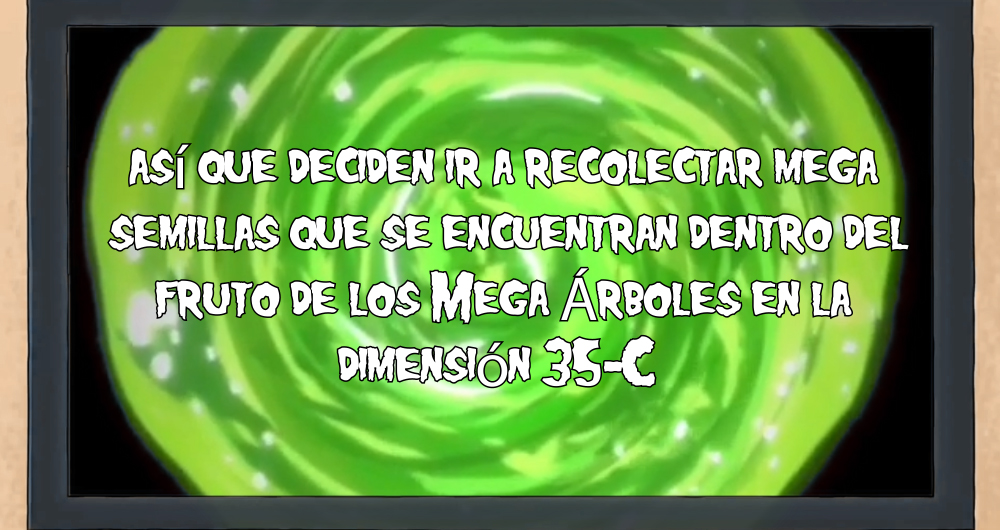 así que deciden ir a recolectar mega
semillas que se encuentran dentro del
fruto de los Mega Árboles en la
dimensión 35-C